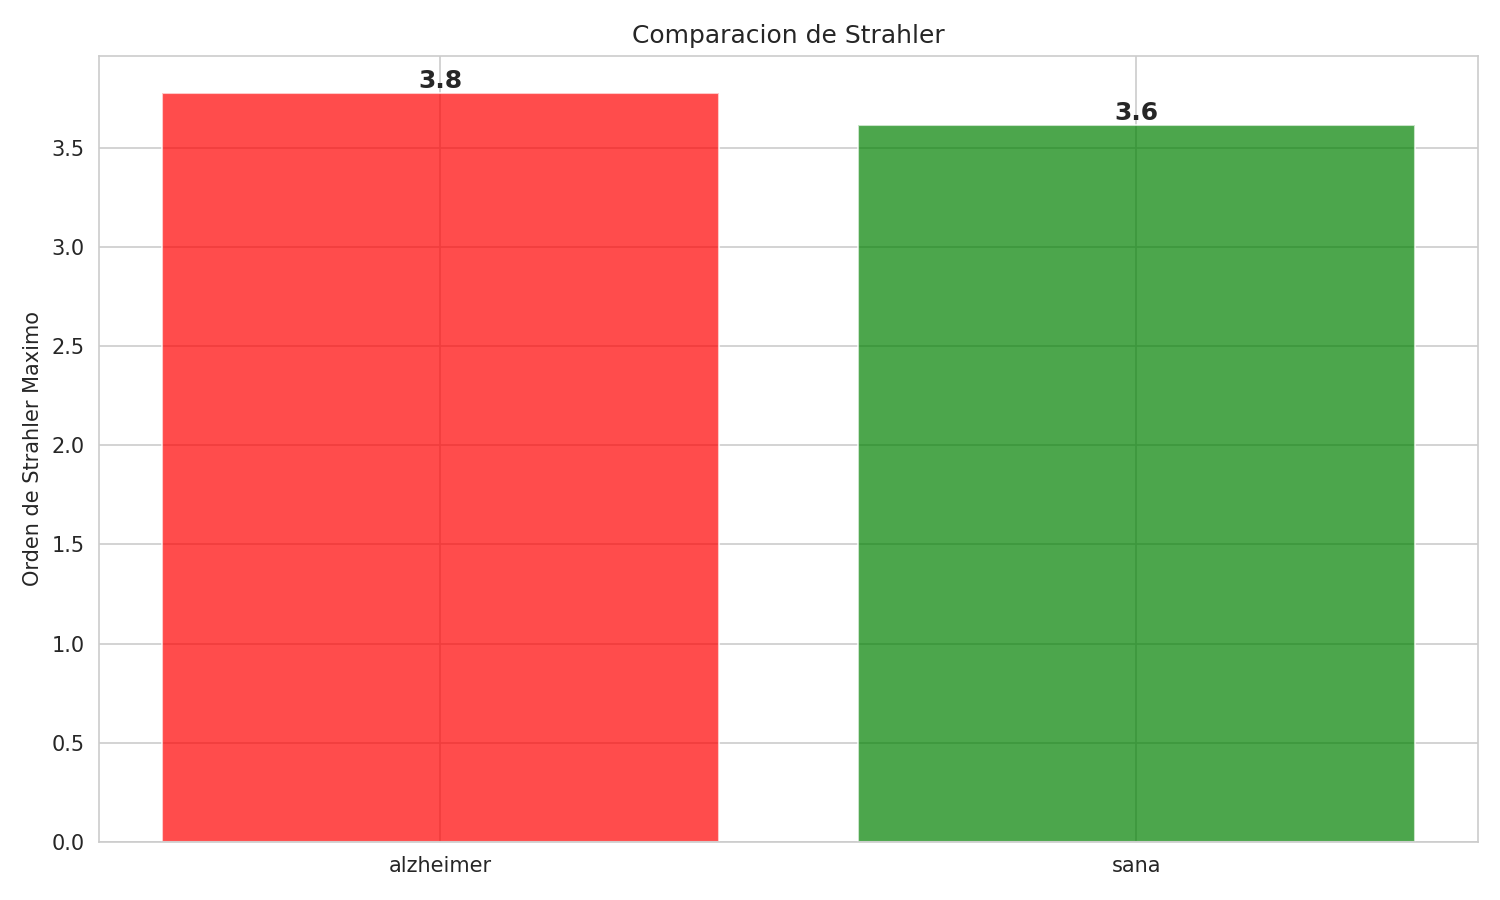 Comparacion de Strahler
3.8
3.6
Orden de Strahler Maximo
3.5
3.0
2.5
2.0
1.5
1.0
0.5
0.0
alzheimer
sana